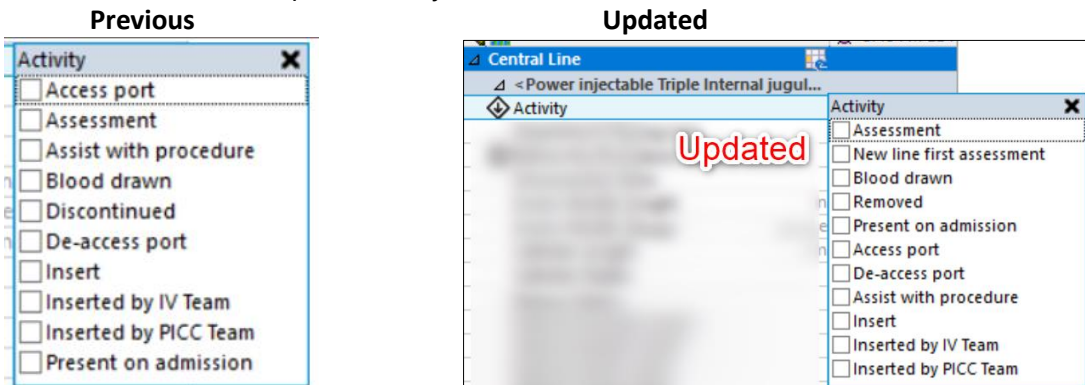 Previous
Activity
Access port
Assessment
Assist with procedure
Blood drawn
Discontinued
De-access port
Insert
Inserted by IV Team
Inserted by PICC Team
Present on admission
Updated
Central Line
<Power injectable Triple Internal jugul...
Activity
Updated
Activity
Assessment
New line first assessment
Blood drawn
Removed
Present on admission
Access port
De-access port
Assist with procedure
Insert
Inserted by IV Team
Inserted by PICC Team